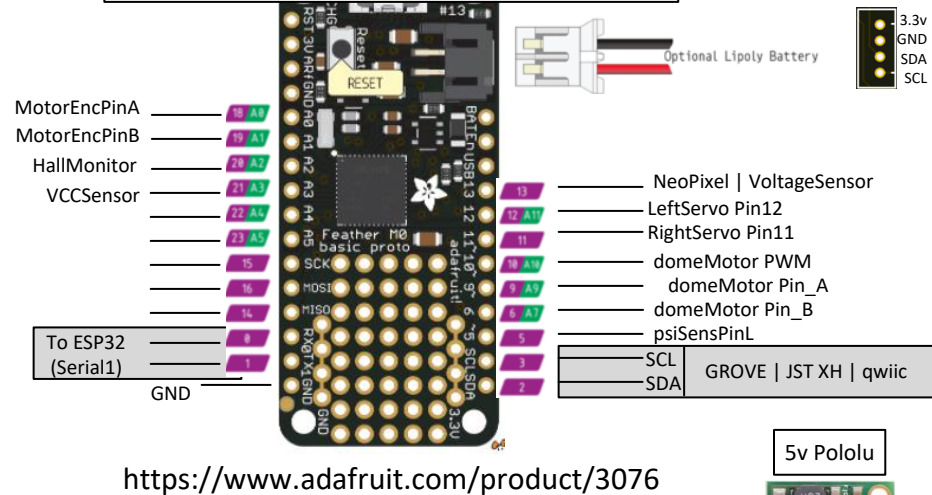 #13
CHG
RST
3V
ARf
GND
A0
A1
A2
A3
A4
A5
SCK
MOSI
MISO
RX0
TX1
GND
GND
Reset
RESET
BAT
En
USB
13
12
11~
10~
9~
6
~5
SCL
SDA
3.3V
Feather M0
basic proto
adafruit!
Optional Lipoly Battery
3.3v
GND
SDA
SCL
MotorEncPinA
18 A0
MotorEncPinB
19 A1
HallMonitor
20 A2
VCCSensor
21 A3
22 A4
23 A5
15
16
14
To ESP32
(Serial1)
0
1
GND
13
NeoPixel | VoltageSensor
12 A11
LeftServo Pin12
11
RightServo Pin11
10 A10
domeMotor PWM
9 A9
domeMotor Pin_A
6 A7
domeMotor Pin_B
5
psiSensPinL
3
SCL
2
SDA
GROVE | JST XH | qwiic
5v Pololu
https://www.adafruit.com/product/3076